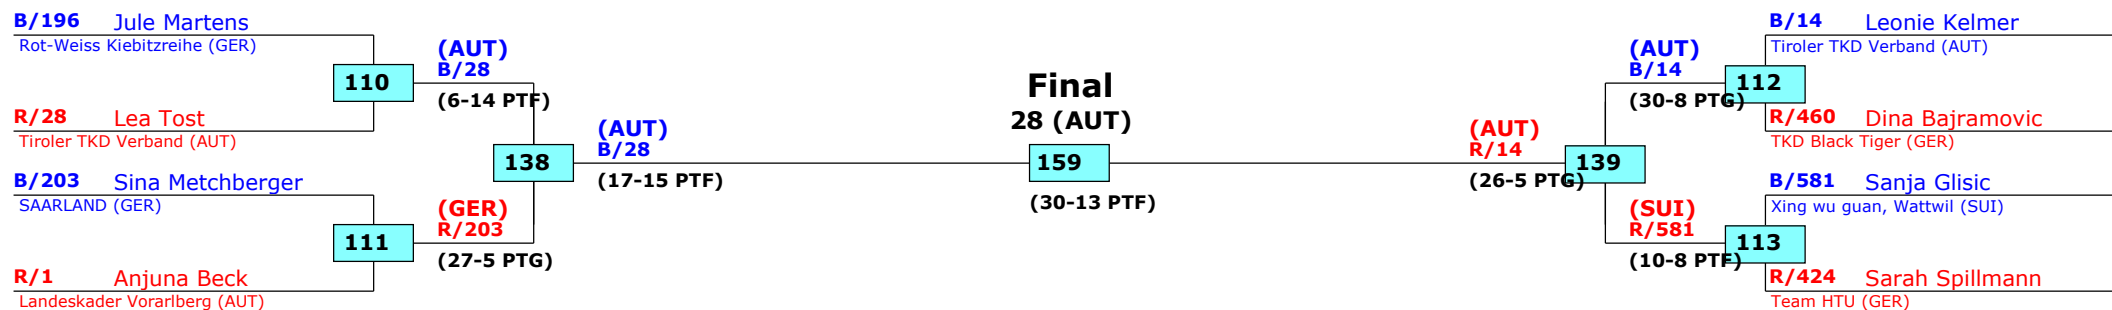 B/196 Jule Martens
Rot-Weiss Kiebitzreihe (GER)
110
R/28 Lea Tost
Tiroler TKD Verband (AUT)
(AUT)
B/28
(6-14 PTF)
B/203 Sina Metchberger
SAARLAND (GER)
111
R/1 Anjuna Beck
Landeskader Vorarlberg (AUT)
(GER)
R/203
(27-5 PTG)
138
(AUT)
B/28
(17-15 PTF)
Final
28 (AUT)
159
(30-13 PTF)
(AUT)
R/14
(26-5 PTG)
139
(AUT)
B/14
(30-8 PTG)
112
B/14 Leonie Kelmer
Tiroler TKD Verband (AUT)
R/460 Dina Bajramovic
TKD Black Tiger (GER)
(SUI)
R/581
(10-8 PTF)
113
B/581 Sanja Glisic
Xing wu guan, Wattwil (SUI)
R/424 Sarah Spillmann
Team HTU (GER)